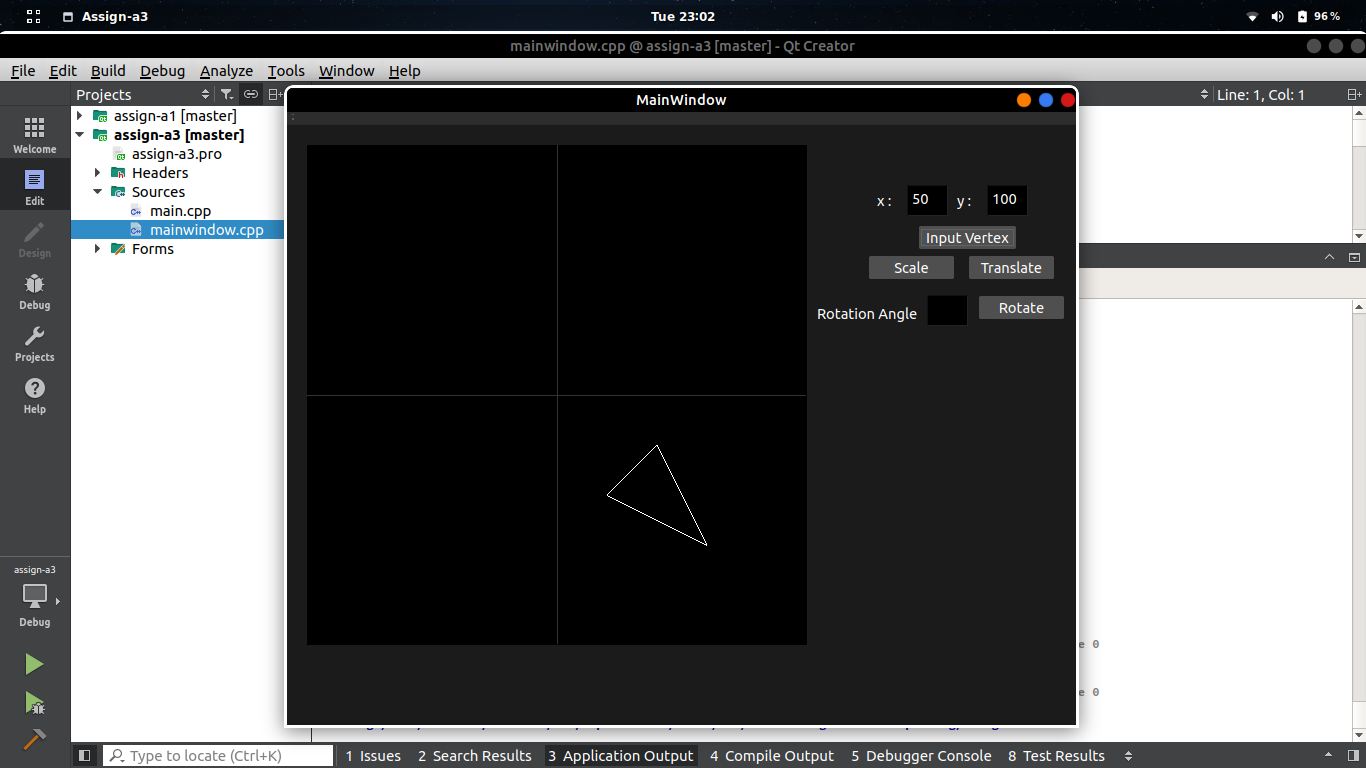 Assign-a3
Tue 23:02
96 %
mainwindow.cpp @ assign-a3 [master] - Qt Creator
File Edit Build Debug Analyze Tools Window Help
Projects
Line: 1, Col: 1
MainWindow
Welcome
Edit
Design
Debug
Projects
Help
assign-a1 [master]
assign-a3 [master]
assign-a3.pro
Headers
Sources
main.cpp
mainwindow.cpp
Forms
x : 50 y : 100
Input Vertex
Scale Translate
Rotation Angle Rotate
e 0
e 0
assign-a3
Debug
Type to locate (Ctrl+K)
1 Issues 2 Search Results 3 Application Output 4 Compile Output 5 Debugger Console 8 Test Results